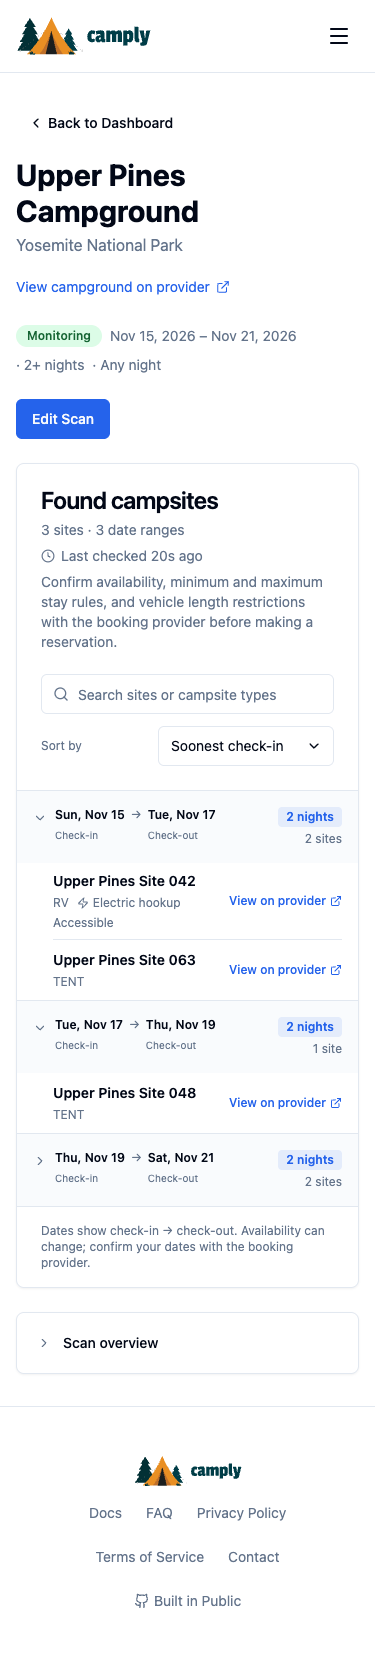 camply
Back to Dashboard
Upper Pines
Campground
Yosemite National Park
View campground on provider
Monitoring Nov 15, 2026 – Nov 21, 2026
· 2+ nights · Any night
Edit Scan
Found campsites
3 sites · 3 date ranges
Last checked 20s ago
Confirm availability, minimum and maximum
stay rules, and vehicle length restrictions
with the booking provider before making a
reservation.
Search sites or campsite types
Sort by Soonest check-in
Sun, Nov 15 → Tue, Nov 17 2 nights
Check-in Check-out 2 sites
Upper Pines Site 042
RV Electric hookup View on provider
Accessible
Upper Pines Site 063
TENT View on provider
Tue, Nov 17 → Thu, Nov 19 2 nights
Check-in Check-out 1 site
Upper Pines Site 048
TENT View on provider
Thu, Nov 19 → Sat, Nov 21 2 nights
Check-in Check-out 2 sites
Dates show check-in → check-out. Availability can
change; confirm your dates with the booking
provider.
Scan overview
camply
Docs FAQ Privacy Policy
Terms of Service Contact
Built in Public